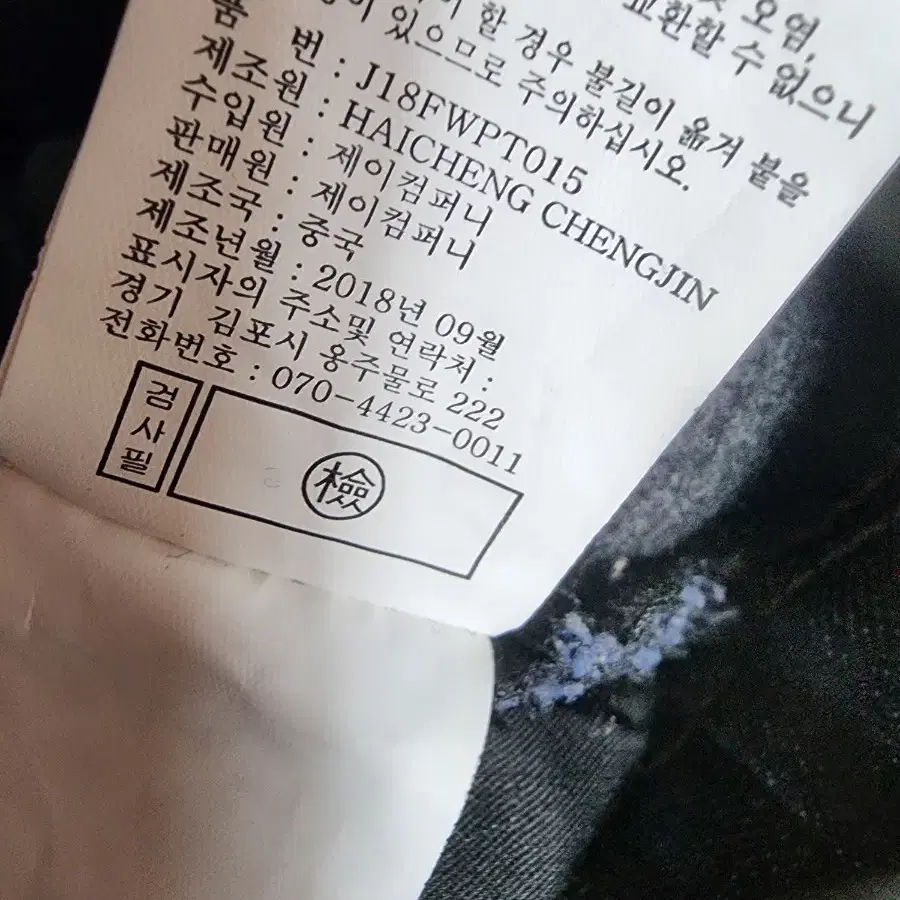 오염,
교환할 수 없으니
할 경우 불길이 옮겨 붙을
있으므로 주의하십시오.
품 번 : J18FWPT015
제조원 : HAICHENG CHENGJIN
수입원 : 제이컴퍼니
판매원 : 제이컴퍼니
제조국 : 중국
제조년월 : 2018년 09월
표시자의 주소및 연락처 :
경기 김포시 옹주물로 222
전화번호 : 070-4423-0011
검사필
檢